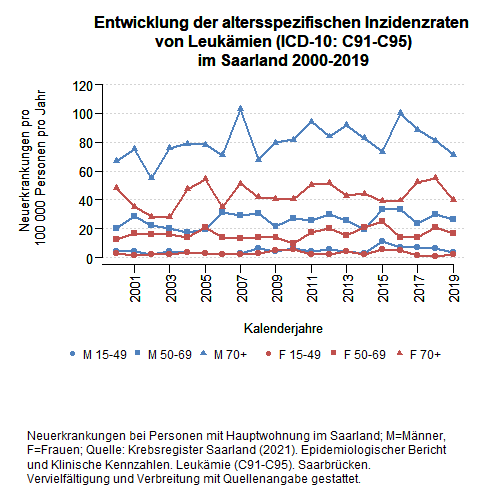 Entwicklung der altersspezifischen Inzidenzraten
von Leukämien (ICD-10: C91-C95)
im Saarland 2000-2019
Neuerkrankungen pro
100 000 Personen pro Jahr
120
100
80
60
40
20
0
2001
2003
2005
2007
2009
2011
2013
2015
2017
2019
Kalenderjahre
M 15-49 M 50-69 M 70+ F 15-49 F 50-69 F 70+
Neuerkrankungen bei Personen mit Hauptwohnung im Saarland; M=Männer,
F=Frauen; Quelle: Krebsregister Saarland (2021). Epidemiologischer Bericht
und Klinische Kennzahlen. Leukämie (C91-C95). Saarbrücken.
Vervielfältigung und Verbreitung mit Quellenangabe gestattet.